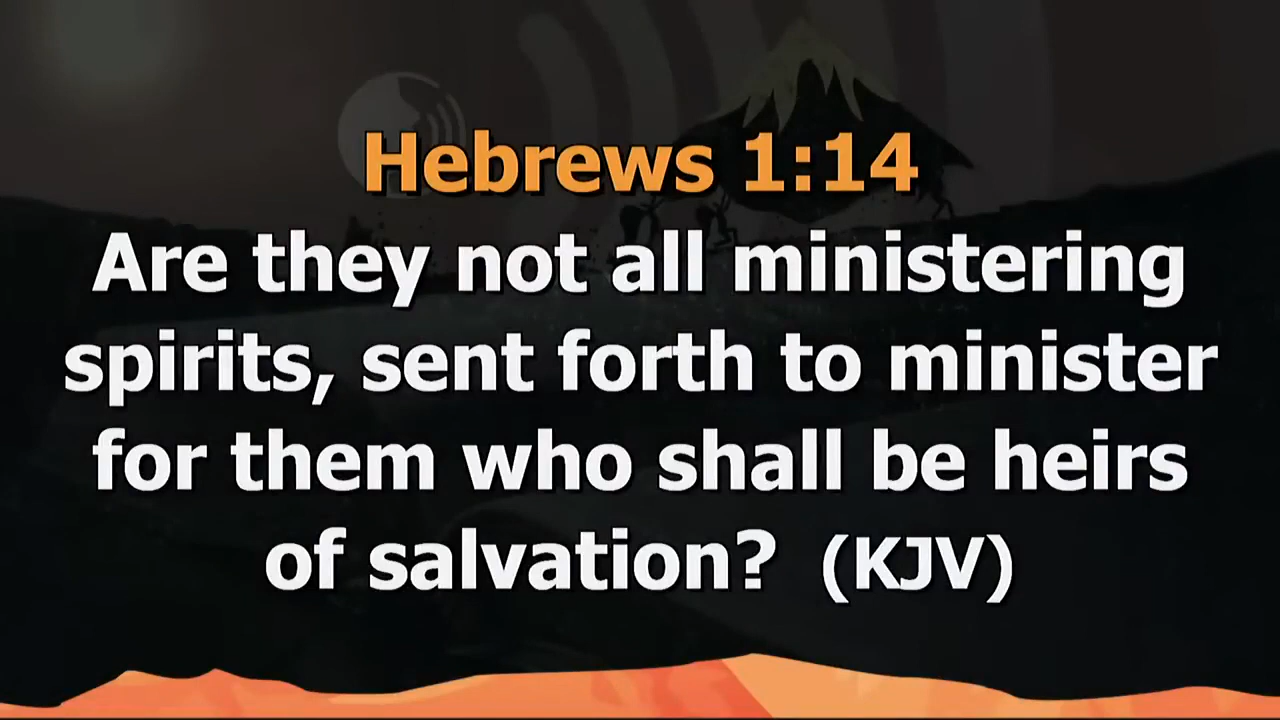 Hebrews 1:14
Are they not all ministering
spirits, sent forth to minister
for them who shall be heirs
of salvation? (KJV)